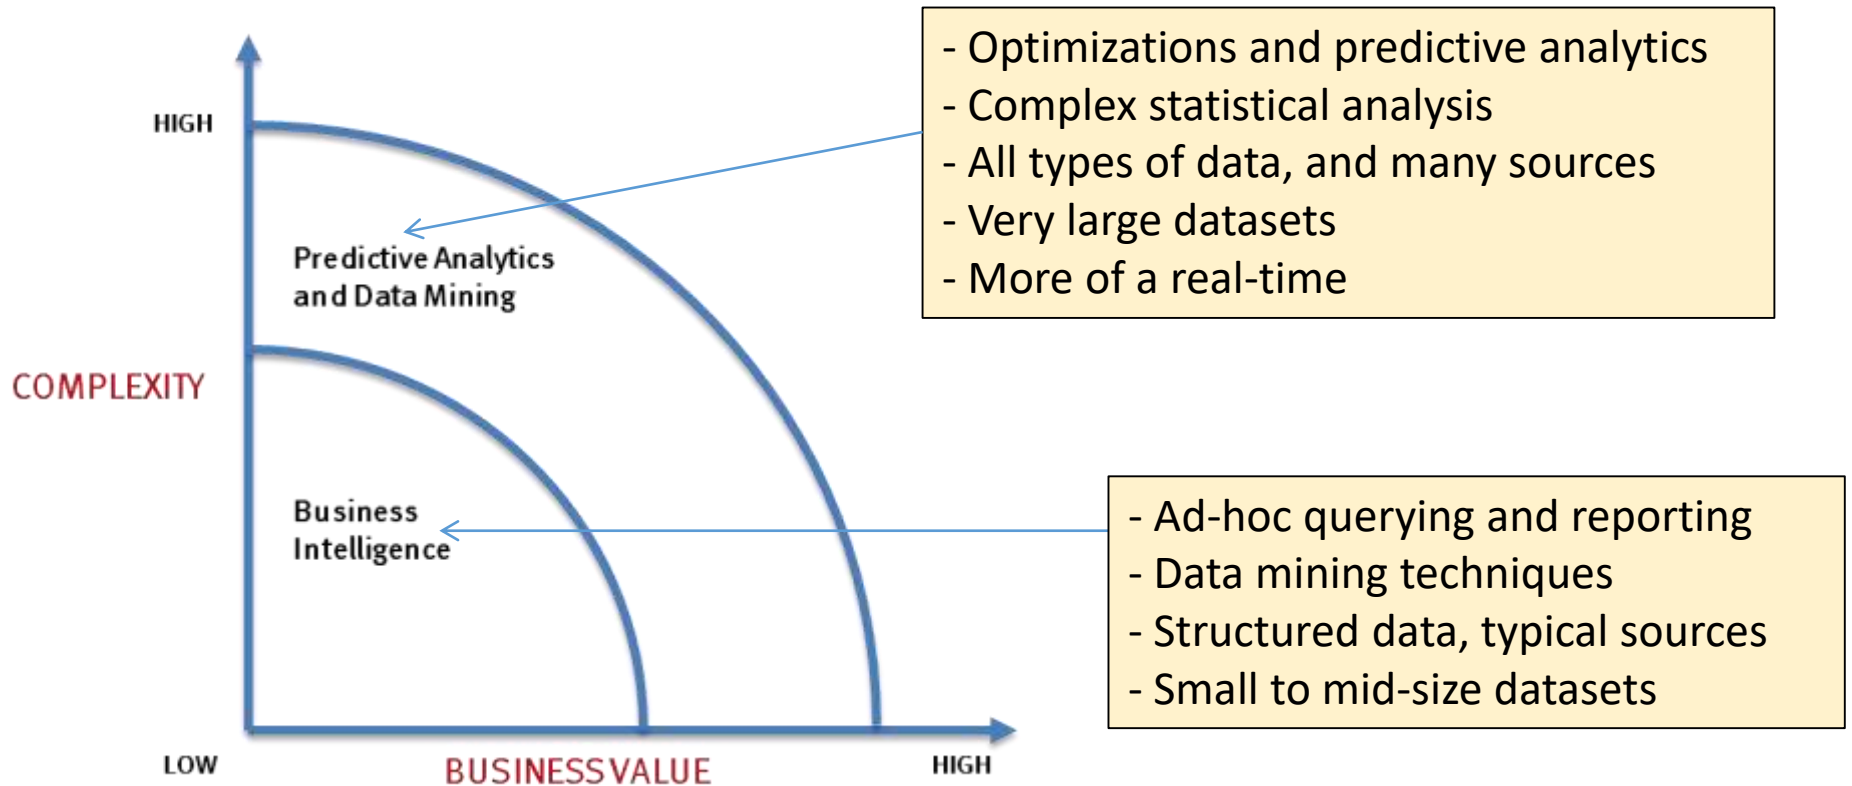 - Optimizations and predictive analytics
- Complex statistical analysis
- All types of data, and many sources
- Very large datasets
- More of a real-time
HIGH
Predictive Analytics
and Data Mining
COMPLEXITY
Business
Intelligence
- Ad-hoc querying and reporting
- Data mining techniques
- Structured data, typical sources
- Small to mid-size datasets
LOW
BUSINESS VALUE
HIGH